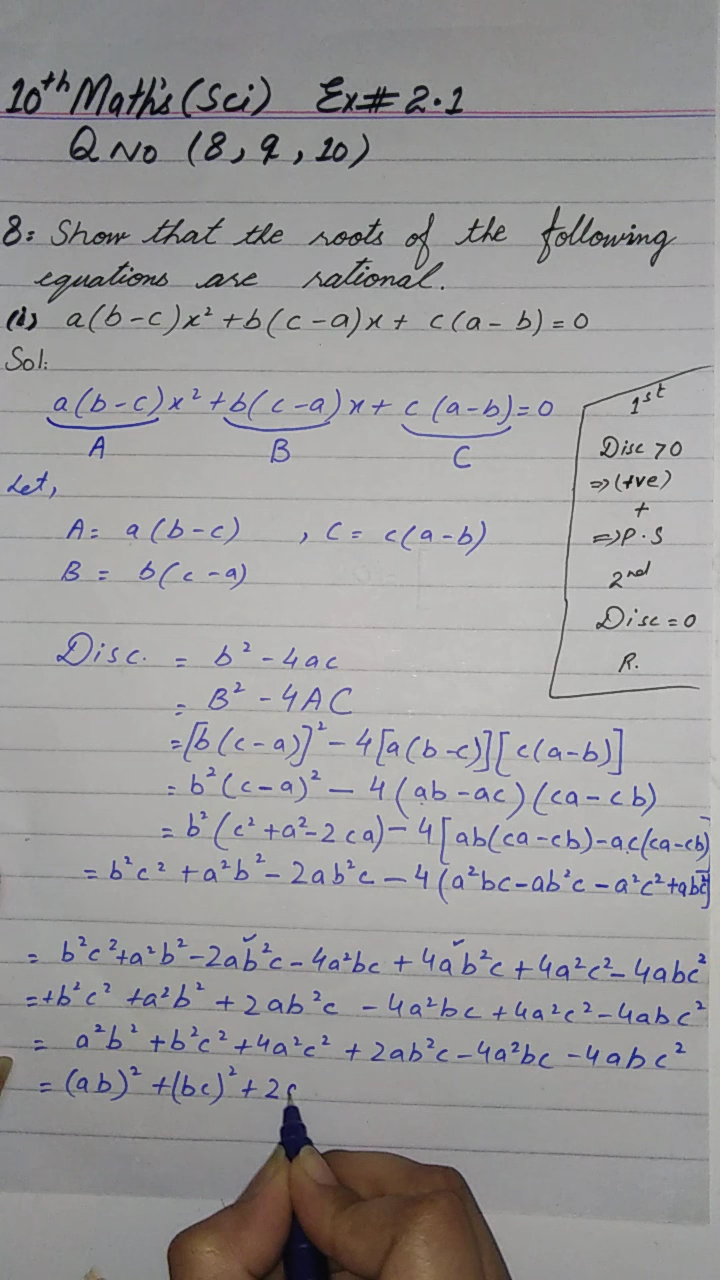 10th Math's (Sci) Ex# 2.1
Q No (8, 9, 10)
8: Show that the roots of the following
equations are rational.
(i) a(b-c)x² + b(c-a)x + c(a-b) = 0
Sol:
a(b-c)x² + b(c-a)x + c(a-b) = 0
A B C
Let,
A = a(b-c) , C = c(a-b)
B = b(c-a)
1st
Disc > 0
⇒ (+ve)
+
⇒ P.S
2nd
Disc = 0
R.
Disc. = b² - 4ac
= B² - 4AC
= [b(c-a)]² - 4[a(b-c)][c(a-b)]
= b²(c-a)² - 4(ab-ac)(ca-cb)
= b²(c²+a²-2ca) - 4[ab(ca-cb)-ac(ca-cb)]
= b²c² + a²b² - 2ab²c - 4(a²bc-ab²c-a²c²+abc²]
= b²c²+a²b²-2ab²c-4a²bc+4ab²c+4a²c²-4abc²
=+b²c² +a²b² + 2ab²c - 4a²bc +4a²c²-4abc²
= a²b² +b²c² +4a²c² + 2ab²c -4a²bc -4abc²
= (ab)² +(bc)² + 2